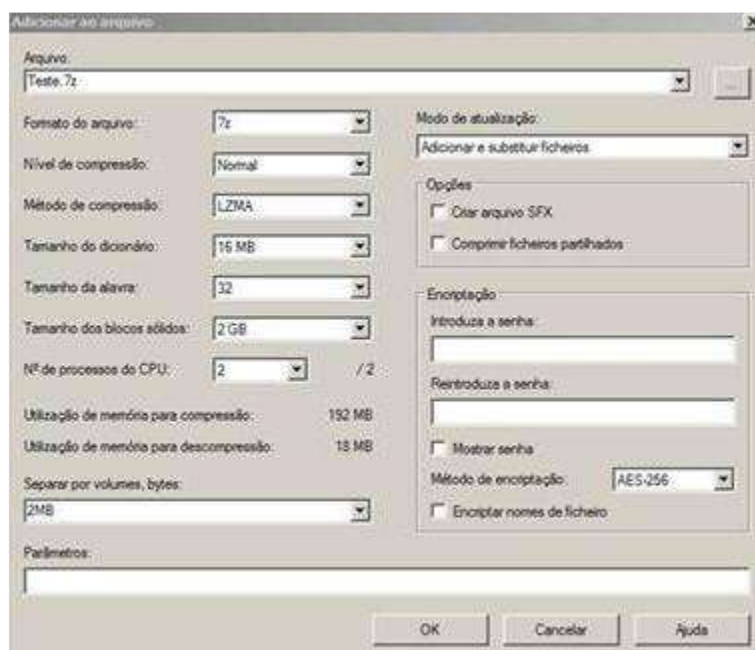 Adicionar ao arquivo
Arquivo:
Teste.7z
...
Formato do arquivo: 7z
Nível de compressão: Normal
Método de compressão: LZMA
Tamanho do dicionário: 16 MB
Tamanho da alavra: 32
Tamanho dos blocos sólidos: 2 GB
Nº de processos do CPU: 2 / 2
Utilização de memória para compressão: 192 MB
Utilização de memória para descompressão: 18 MB
Separar por volumes, bytes:
2MB
Modo de atualização:
Adicionar e substituir ficheiros
Opções
Criar arquivo SFX
Comprimir ficheiros partilhados
Encriptação
Introduza a senha:
Reintroduza a senha:
Mostrar senha
Método de encriptação: AES-256
Encriptar nomes de ficheiro
Parâmetros:
OK Cancelar Ajuda